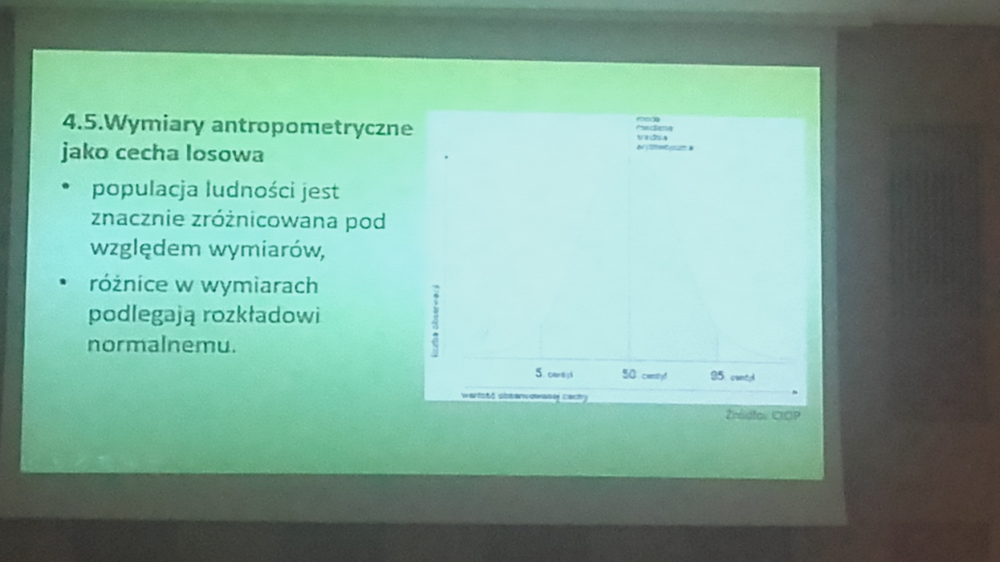 4.5.Wymiary antropometryczne
jako cecha losowa
• populacja ludności jest
znacznie zróżnicowana pod
względem wymiarów,
• różnice w wymiarach
podlegają rozkładowi
normalnemu.
moda
mediana
średnia
arytmetyczna
liczba obserwacji
5. centyl
50. centyl
95. centyl
wartość obserwowanej cechy
Źródło: CIOP